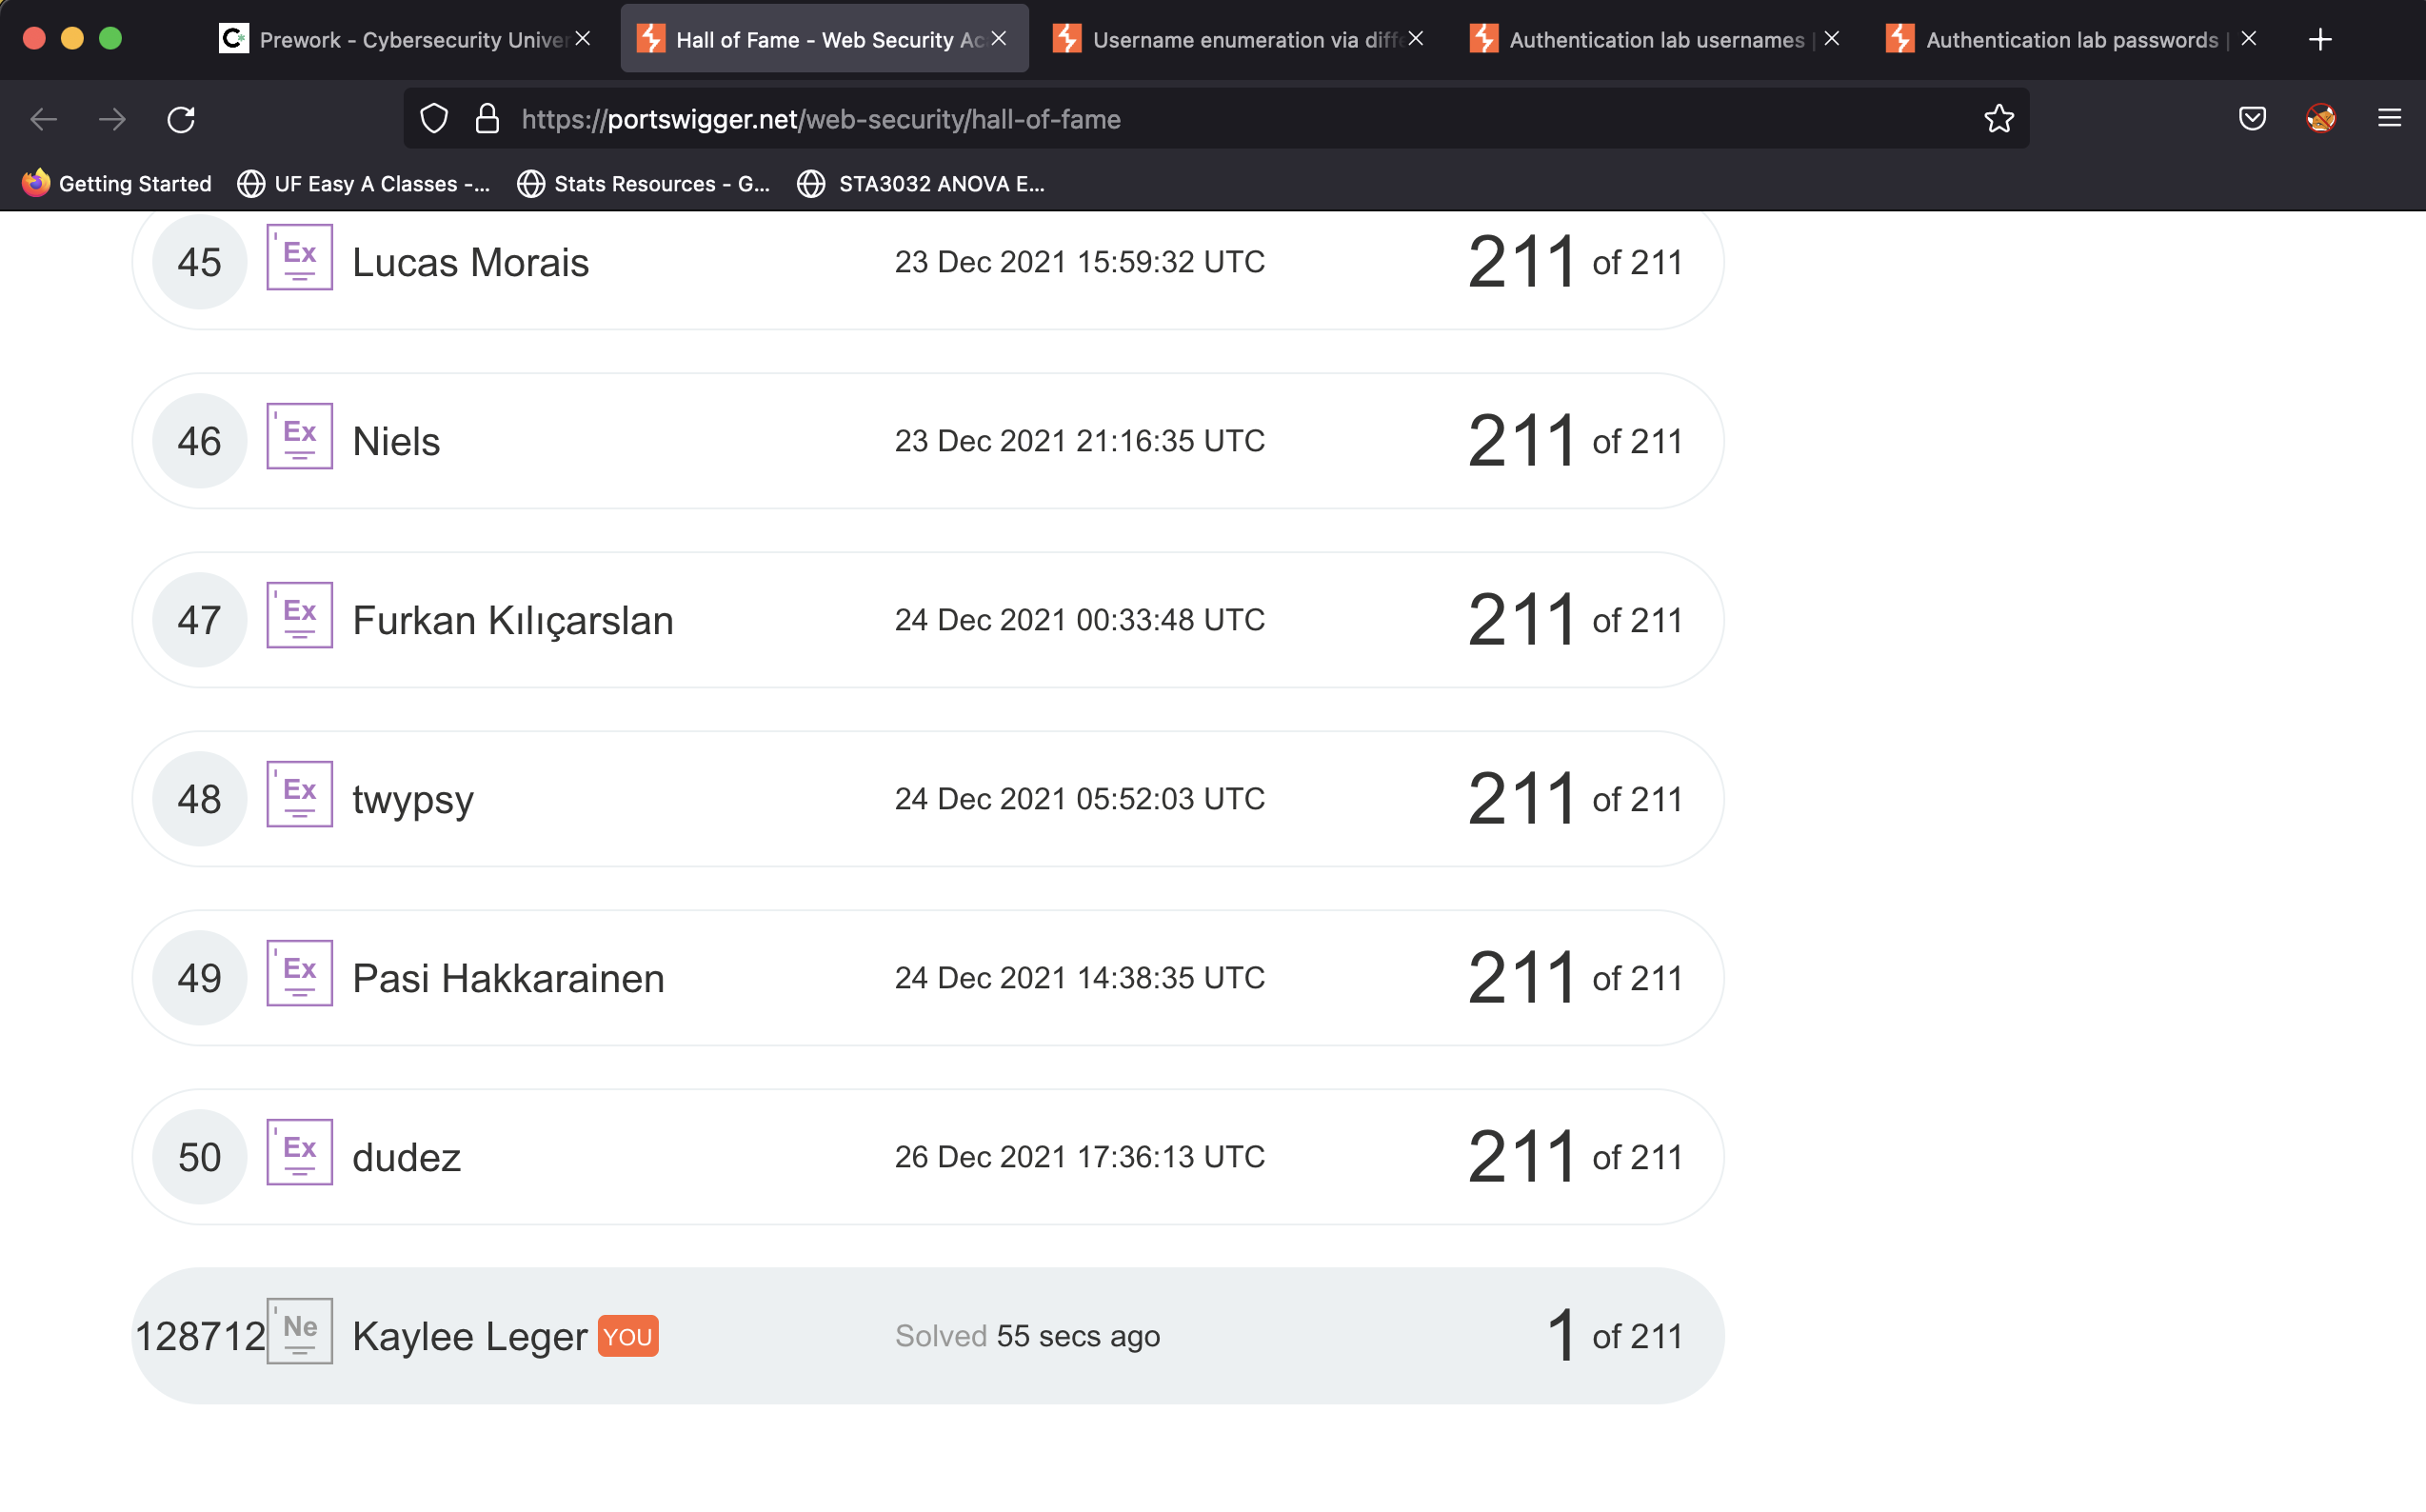 Prework - Cybersecurity Univer
Hall of Fame - Web Security Ac
Username enumeration via diffe
Authentication lab usernames |
Authentication lab passwords |
https://portswigger.net/web-security/hall-of-fame
Getting Started
UF Easy A Classes -...
Stats Resources - G...
STA3032 ANOVA E...
45 Ex Lucas Morais 23 Dec 2021 15:59:32 UTC 211 of 211
46 Ex Niels 23 Dec 2021 21:16:35 UTC 211 of 211
47 Ex Furkan Kılıçarslan 24 Dec 2021 00:33:48 UTC 211 of 211
48 Ex twypsy 24 Dec 2021 05:52:03 UTC 211 of 211
49 Ex Pasi Hakkarainen 24 Dec 2021 14:38:35 UTC 211 of 211
50 Ex dudez 26 Dec 2021 17:36:13 UTC 211 of 211
128712 Ne Kaylee Leger YOU Solved 55 secs ago 1 of 211